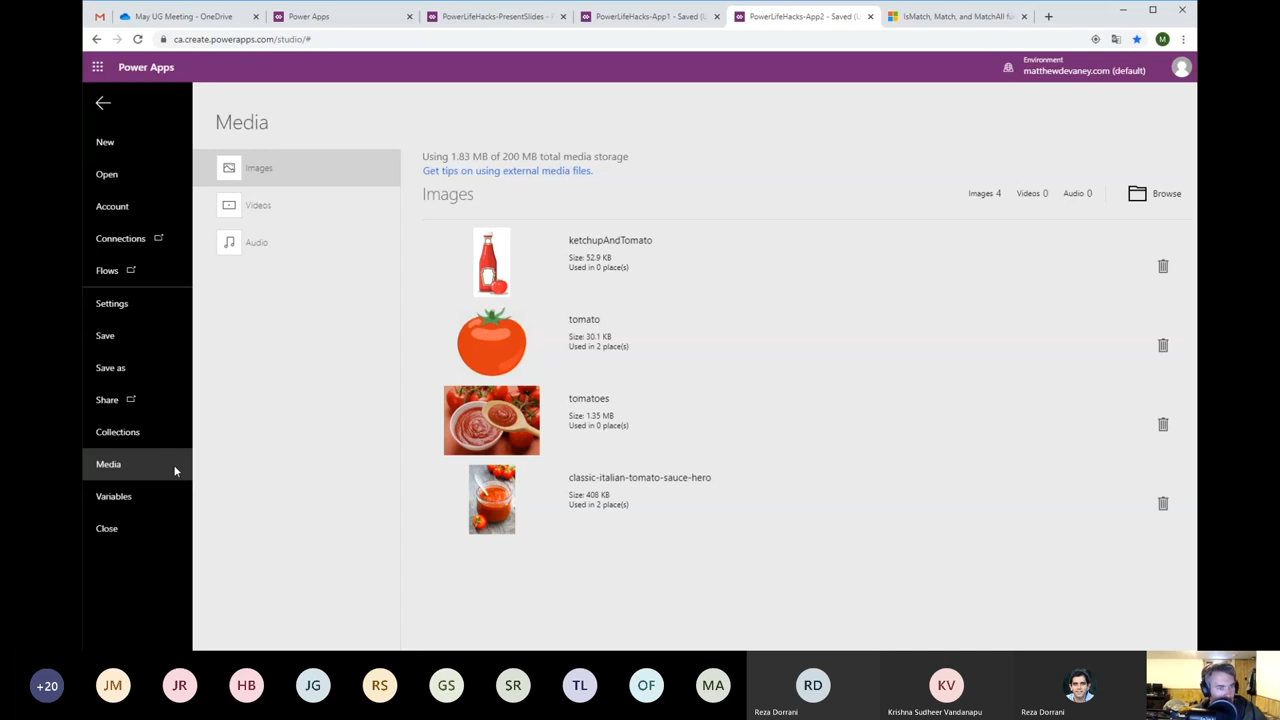 May UG Meeting - OneDrive
Power Apps
PowerLifeHacks-PresentSlides -
PowerLifeHacks-App1 - Saved (
PowerLifeHacks-App2 - Saved (
IsMatch, Match, and MatchAll fu
ca.create.powerapps.com/studio/#
M
Power Apps
Environment
matthewdevaney.com (default)
New
Open
Account
Connections
Flows
Settings
Save
Save as
Share
Collections
Media
Variables
Close
Media
Images
Videos
Audio
Using 1.83 MB of 200 MB total media storage
Get tips on using external media files.
Images
Images 4
Videos 0
Audio 0
Browse
ketchupAndTomato
Size: 52.9 KB
Used in 0 place(s)
tomato
Size: 30.1 KB
Used in 2 place(s)
tomatoes
Size: 1.35 MB
Used in 0 place(s)
classic-italian-tomato-sauce-hero
Size: 408 KB
Used in 2 place(s)
+20
JM
JR
HB
JG
RS
GS
SR
TL
OF
MA
RD
KV
Reza Dorrani
Krishna Sudheer Vandanapu
Reza Dorrani